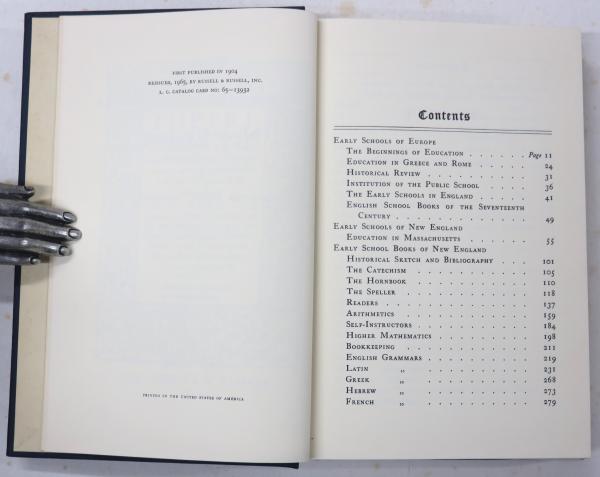 FIRST PUBLISHED IN 1904
REISSUED, 1965, BY RUSSELL & RUSSELL, INC.
L. C. CATALOG CARD NO: 65—13932
PRINTED IN THE UNITED STATES OF AMERICA
Contents
EARLY SCHOOLS OF EUROPE
THE BEGINNINGS OF EDUCATION . . . . . . Page 11
EDUCATION IN GREECE AND ROME . . . . . 24
HISTORICAL REVIEW . . . . . . . . . . 31
INSTITUTION OF THE PUBLIC SCHOOL . . . . . 36
THE EARLY SCHOOLS IN ENGLAND . . . . . . 41
ENGLISH SCHOOL BOOKS OF THE SEVENTEENTH
CENTURY . . . . . . . . . . . . 49
EARLY SCHOOLS OF NEW ENGLAND
EDUCATION IN MASSACHUSETTS . . . . . . . 55
EARLY SCHOOL BOOKS OF NEW ENGLAND
HISTORICAL SKETCH AND BIBLIOGRAPHY . . . . 101
THE CATECHISM . . . . . . . . . . 105
THE HORNBOOK . . . . . . . . . . 110
THE SPELLER . . . . . . . . . . . 118
READERS . . . . . . . . . . . . 137
ARITHMETICS . . . . . . . . . . . 159
SELF-INSTRUCTORS . . . . . . . . . . 184
HIGHER MATHEMATICS . . . . . . . . . 198
BOOKKEEPING . . . . . . . . . . . 211
ENGLISH GRAMMARS . . . . . . . . . . 219
LATIN „ . . . . . . . . . . 231
GREEK „ . . . . . . . . . . 268
HEBREW „ . . . . . . . . . . 273
FRENCH „ . . . . . . . . . . 279